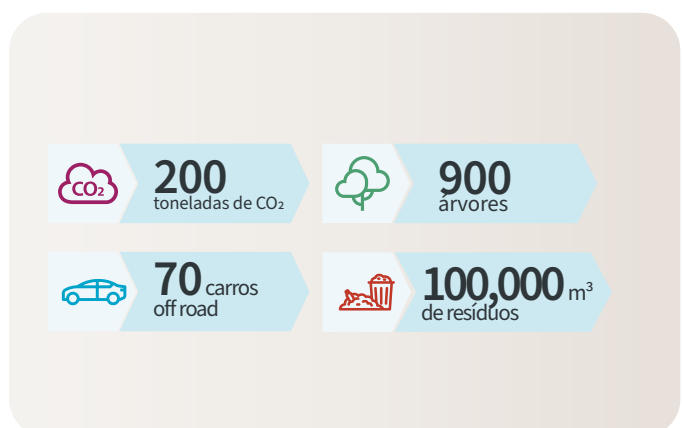 CO₂
200
toneladas de CO₂
900
árvores
70 carros
off road
100,000 m³
de resíduos